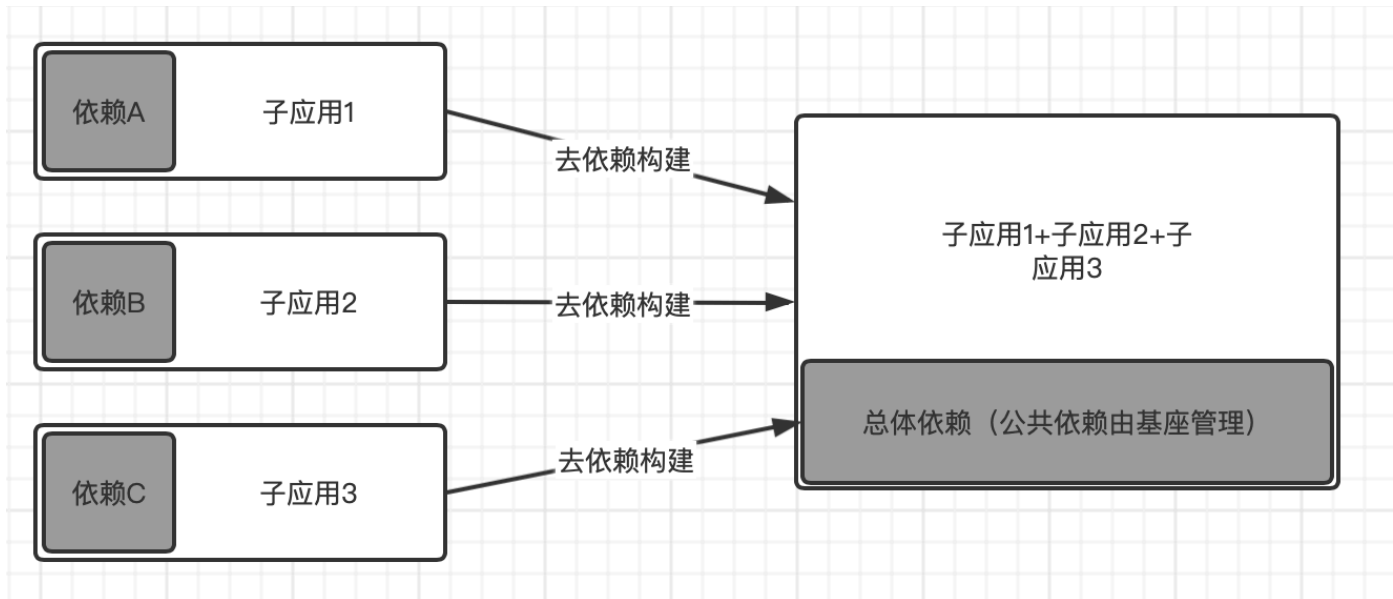 依赖A
子应用1
去依赖构建
依赖B
子应用2
去依赖构建
依赖C
子应用3
去依赖构建
子应用1+子应用2+子
应用3
总体依赖（公共依赖由基座管理）